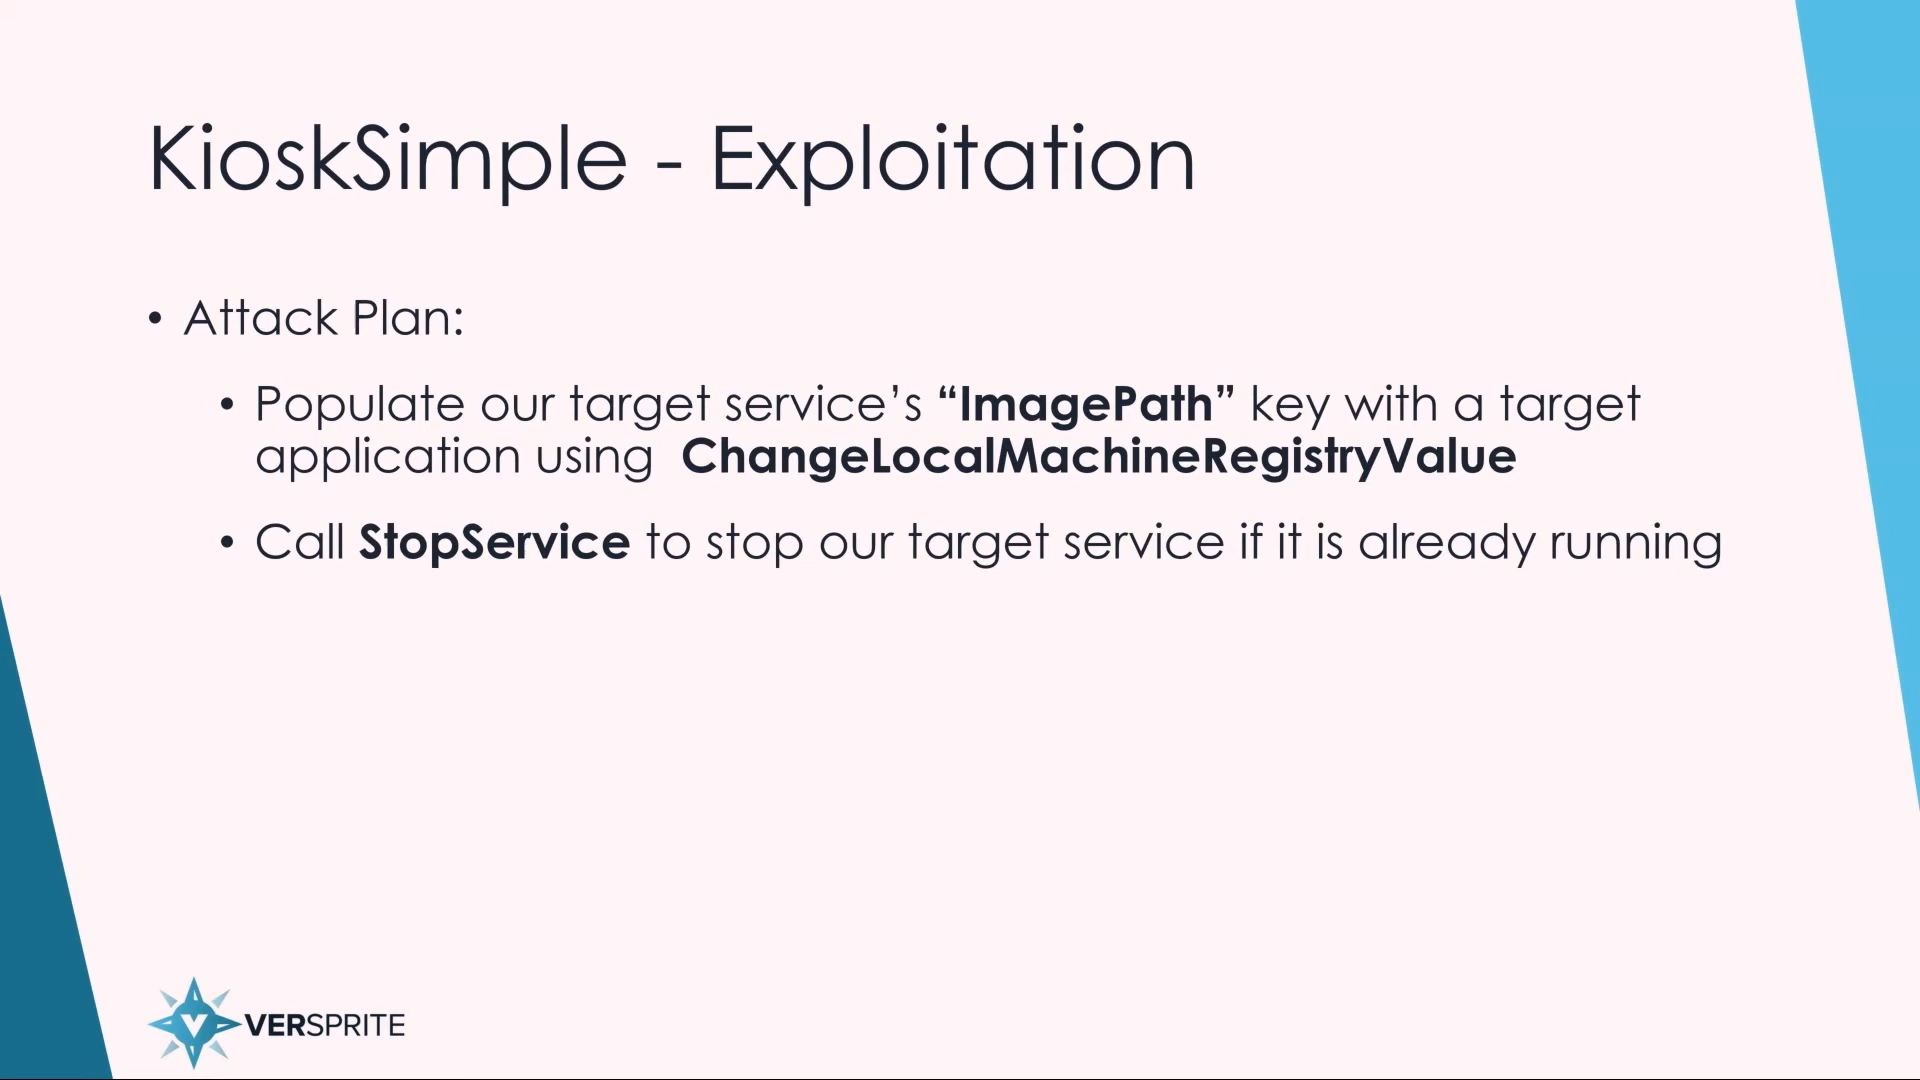 KioskSimple - Exploitation
• Attack Plan:
• Populate our target service’s “ImagePath” key with a target
application using  ChangeLocalMachineRegistryValue
• Call StopService to stop our target service if it is already running
VERSPRITE